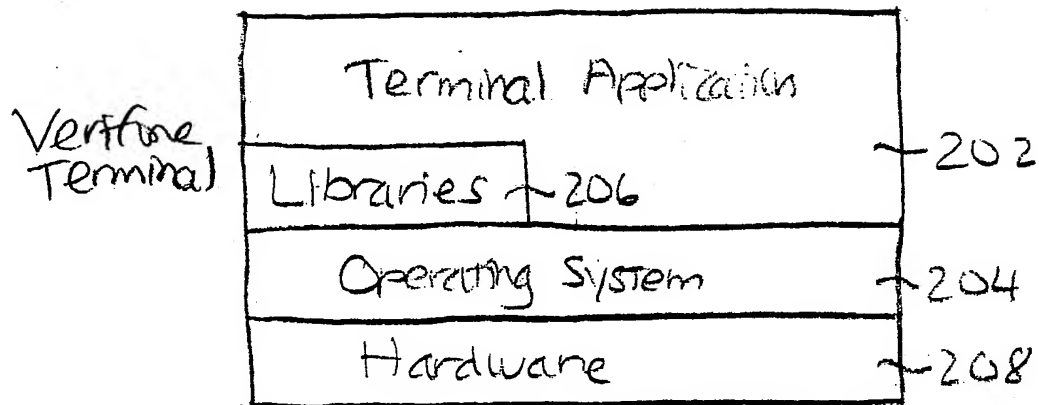 Terminal Application
Verifone
Terminal
202
Libraries 206
Operating System 204
Hardware 208